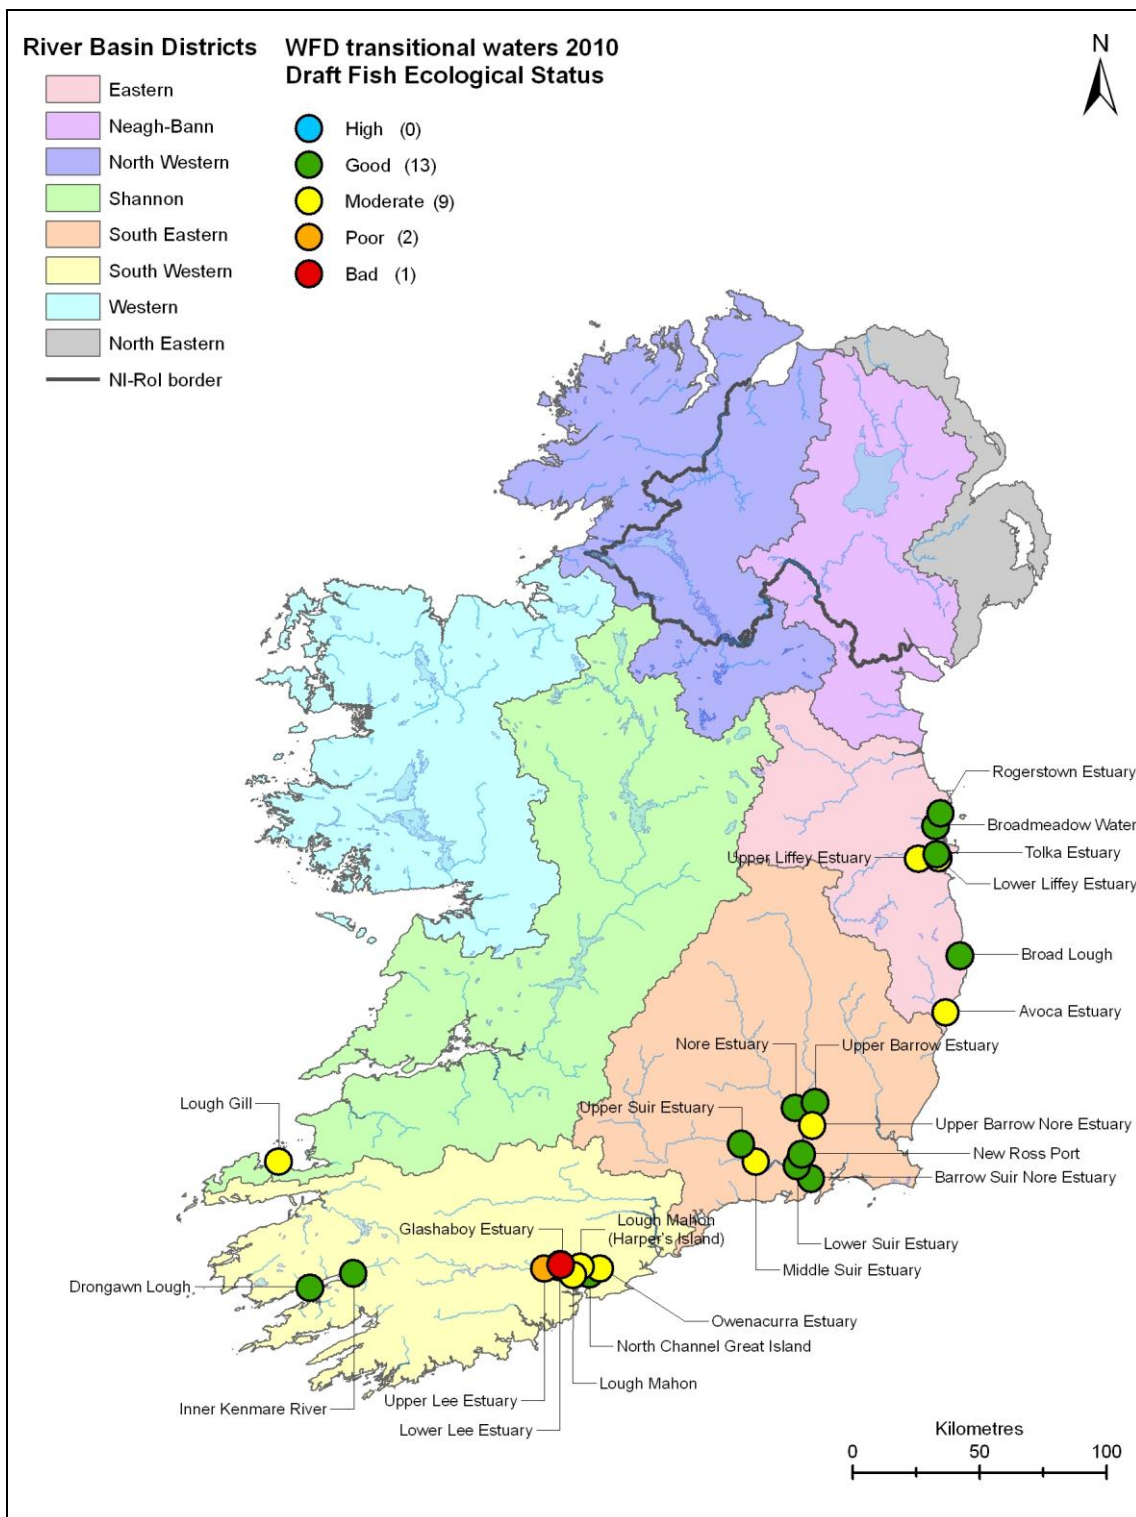 River Basin Districts
Eastern
Neagh-Bann
North Western
Shannon
South Eastern
South Western
Western
North Eastern
NI-RoI border
WFD transitional waters 2010
Draft Fish Ecological Status
High (0)
Good (13)
Moderate (9)
Poor (2)
Bad (1)
N
Rogerstown Estuary
Broadmeadow Water
Tolka Estuary
Upper Liffey Estuary
Lower Liffey Estuary
Broad Lough
Avoca Estuary
Nore Estuary
Upper Barrow Estuary
Lough Gill
Upper Suir Estuary
Upper Barrow Nore Estuary
New Ross Port
Barrow Suir Nore Estuary
Glashaboy Estuary
Lough Mahon
(Harper's Island)
Lower Suir Estuary
Middle Suir Estuary
Drongawn Lough
Owenacurra Estuary
North Channel Great Island
Lough Mahon
Upper Lee Estuary
Inner Kenmare River
Lower Lee Estuary
Kilometres
0 50 100